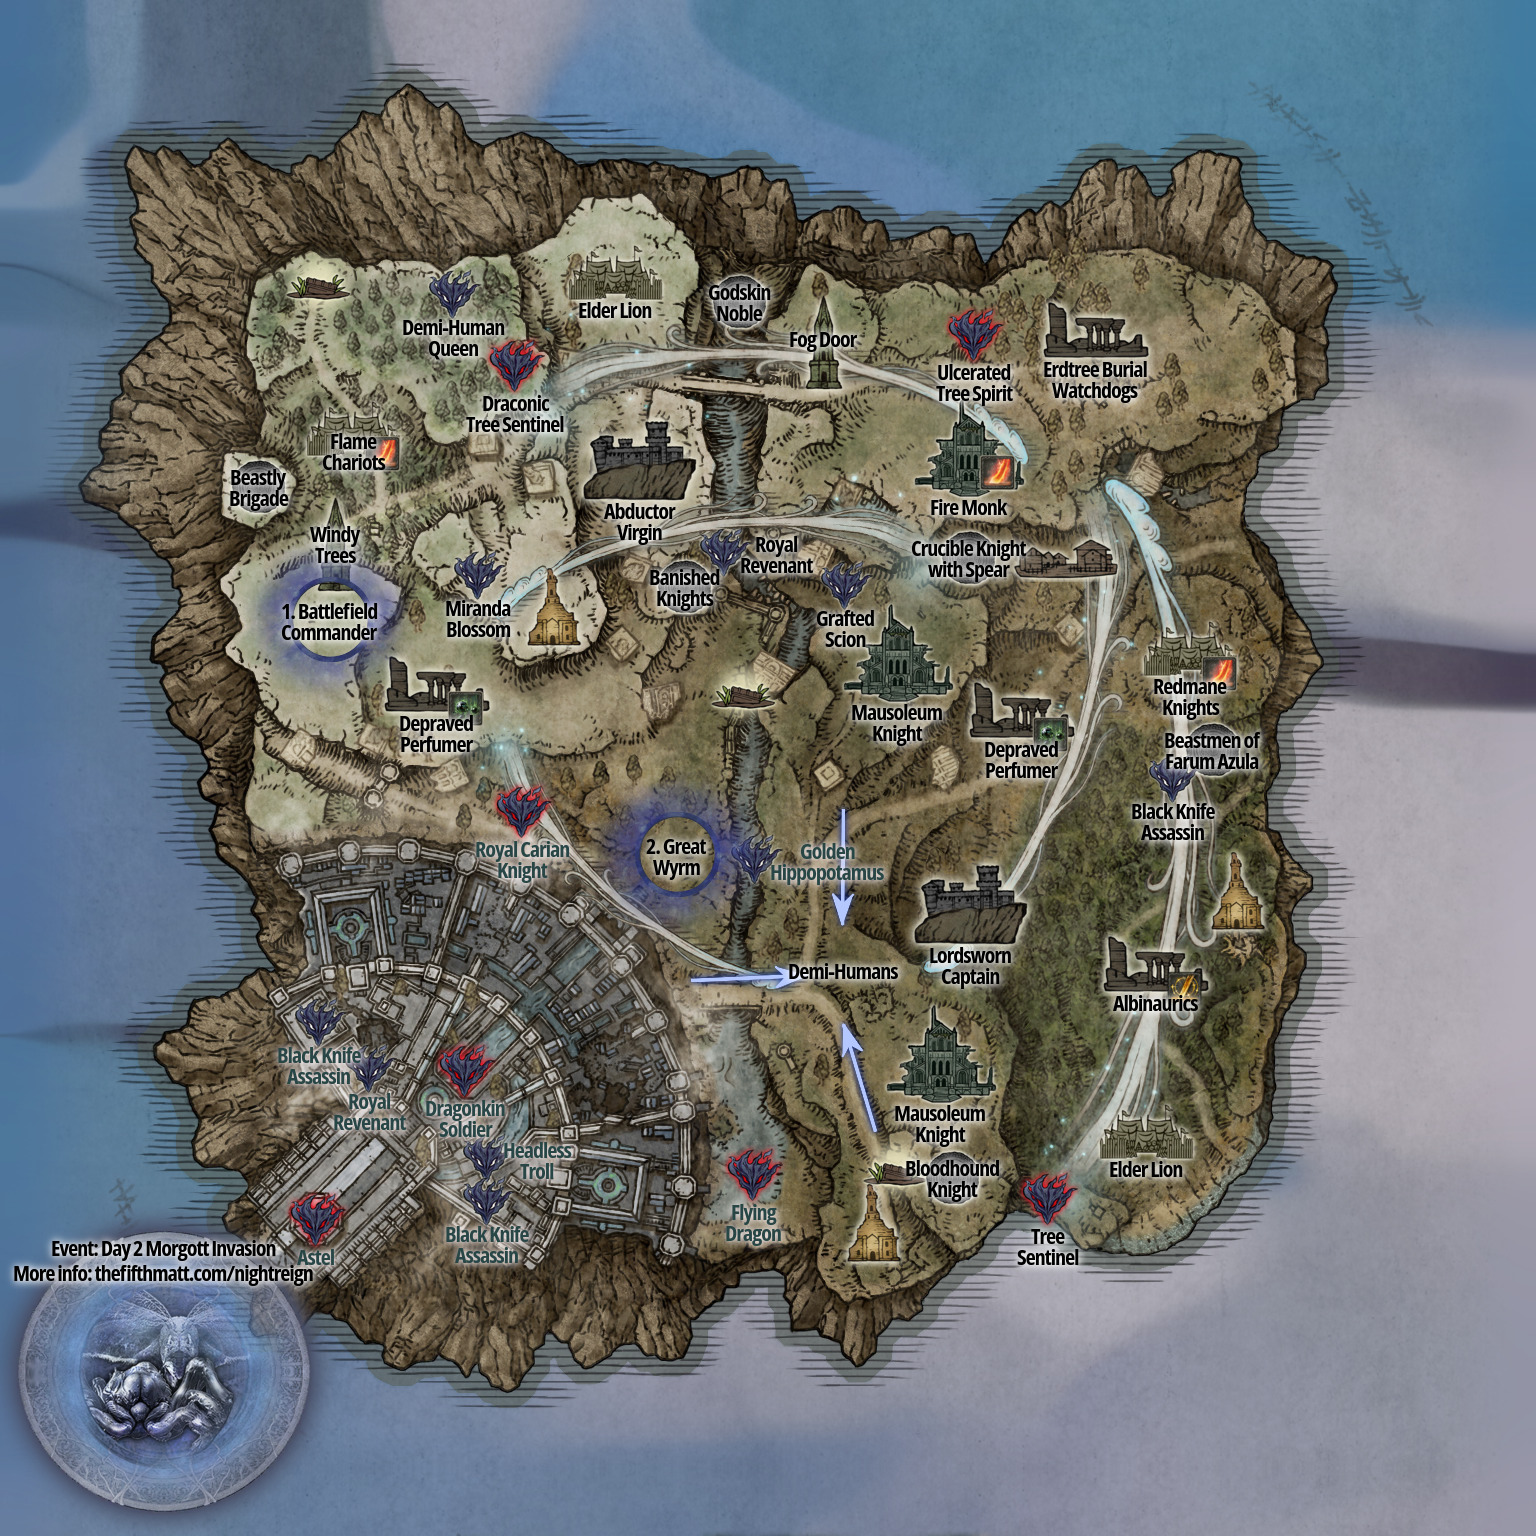 Elder Lion
Godskin
Noble
Demi-Human
Queen
Fog Door
Draconic
Tree Sentinel
Ulcerated
Tree Spirit
Erdtree Burial
Watchdogs
Flame
Chariots
Beastly
Brigade
Abductor
Virgin
Fire Monk
Windy
Trees
Royal
Revenant
Crucible Knight
with Spear
Banished
Knights
1. Battlefield
Commander
Miranda
Blossom
Grafted
Scion
Mausoleum
Knight
Redmane
Knights
Depraved
Perfumer
Depraved
Perfumer
Beastmen of
Farum Azula
Black Knife
Assassin
Royal Carian
Knight
2. Great
Wyrm
Golden
Hippopotamus
Demi-Humans
Lordsworn
Captain
Albinaurics
Black Knife
Assassin
Royal
Revenant
Dragonkin
Soldier
Mausoleum
Knight
Headless
Troll
Elder Lion
Bloodhound
Knight
Flying
Dragon
Black Knife
Assassin
Astel
Tree
Sentinel
Event: Day 2 Morgott Invasion
More info: thefifthmatt.com/nightreign